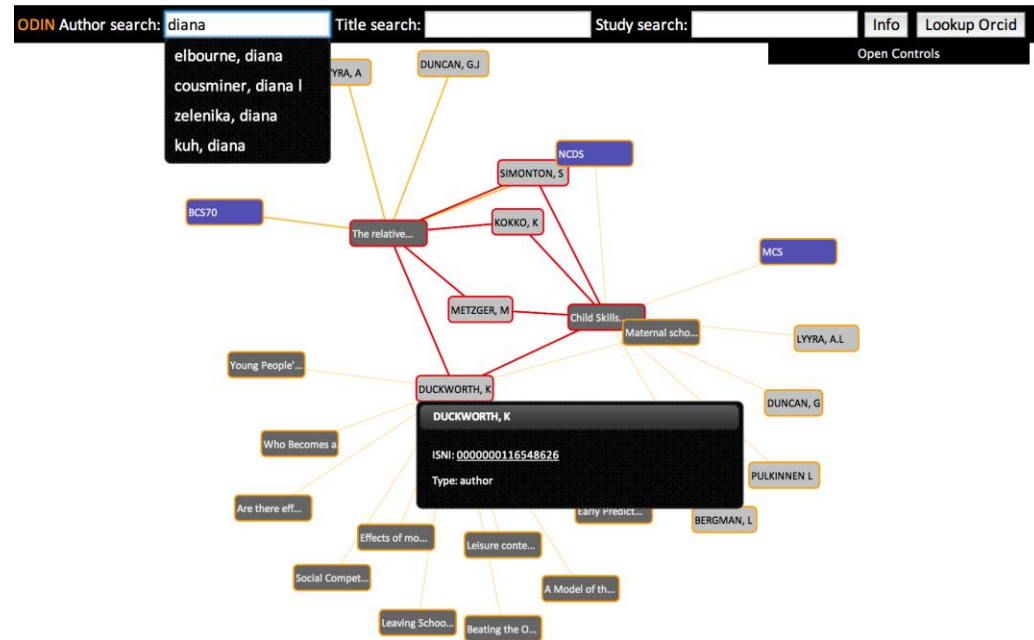 ODIN Author search: diana Title search: Study search: Info Lookup Orcid
Open Controls
elbourne, diana
cousminer, diana l
zelenika, diana
kuh, diana
YRA, A
DUNCAN, G.J
NCDS
SIMONTON, S
BCS70
KOKKO, K
The relative...
MCS
METZGER, M
Child Skills...
Maternal scho...
LYYRA, A.L
Young People'...
DUCKWORTH, K
DUNCAN, G
DUCKWORTH, K
Who Becomes a
ISNI: 0000000116548626
Type: author
PULKINNEN L
Are there eff...
Early Predict...
BERGMAN, L
Effects of mo...
Leisure conte...
Social Compet...
A Model of th...
Leaving Schoo...
Beating the O...